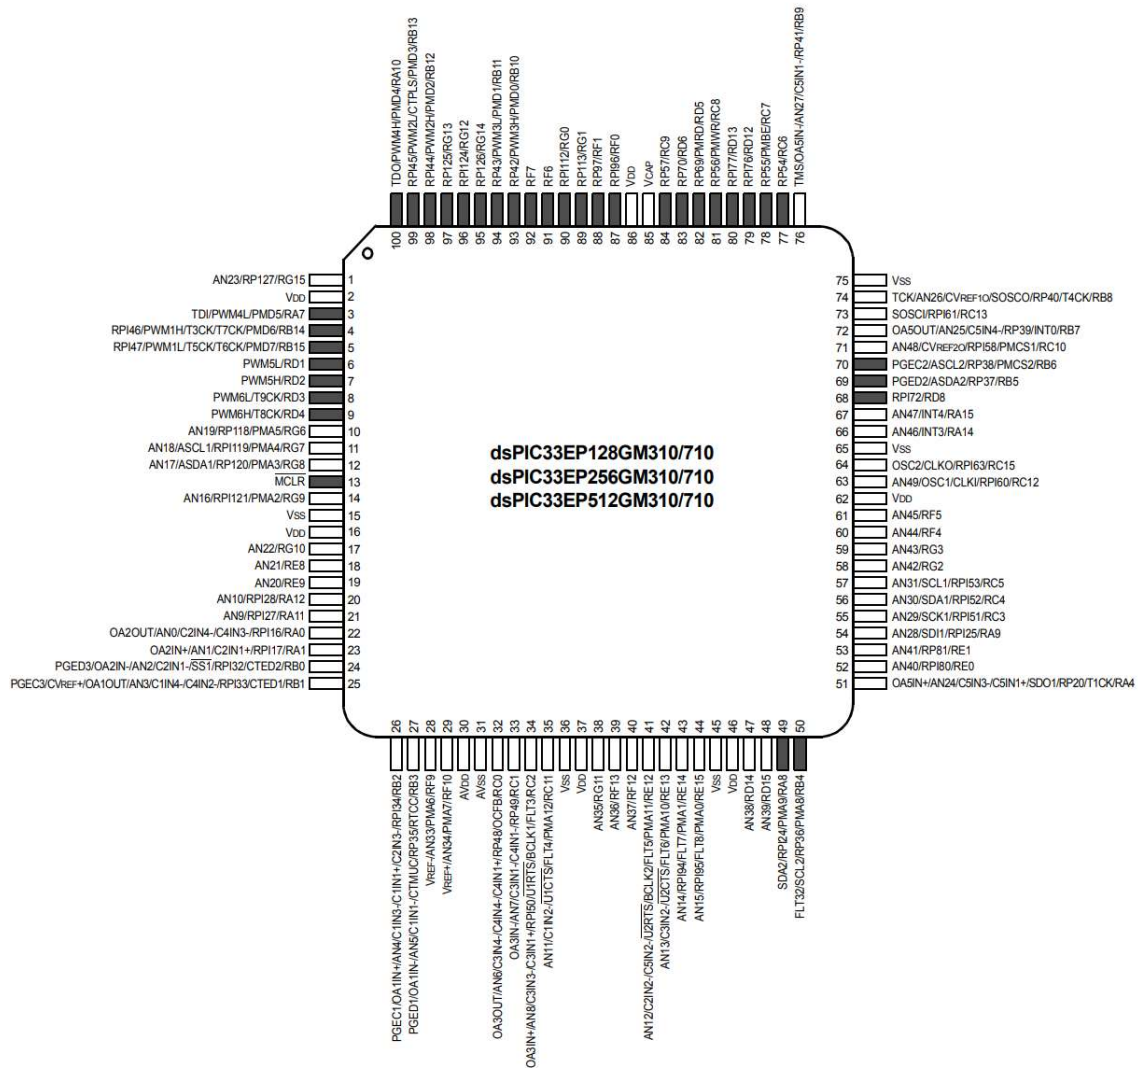 TDO/PWM4H/PMD4/RA10
RPI45/PWM2L/CTPLS/PMD3/RB13
RPI44/PWM2H/PMD2/RB12
RP125/RG13
RPI124/RG12
RP126/RG14
RP43/PWM3L/PMD1/RB11
RP42/PWM3H/PMD0/RB10
RF7
RF6
RPI112/RG0
RP113/RG1
RP97/RF1
RPI96/RF0
VDD
VCAP
RP57/RC9
RP70/RD6
RP69/PMRD/RD5
RP56/PMWR/RC8
RPI77/RD13
RPI76/RD12
RP55/PMBE/RC7
RP54/RC6
TMS/OA5IN-/AN27/C5IN1-/RP41/RB9
100 99 98 97 96 95 94 93 92 91 90 89 88 87 86 85 84 83 82 81 80 79 78 77 76
AN23/RP127/RG15 1
VDD 2
TDI/PWM4L/PMD5/RA7 3
RPI46/PWM1H/T3CK/T7CK/PMD6/RB14 4
RPI47/PWM1L/T5CK/T6CK/PMD7/RB15 5
PWM5L/RD1 6
PWM5H/RD2 7
PWM6L/T9CK/RD3 8
PWM6H/T8CK/RD4 9
AN19/RP118/PMA5/RG6 10
AN18/ASCL1/RPI119/PMA4/RG7 11
AN17/ASDA1/RP120/PMA3/RG8 12
MCLR 13
AN16/RPI121/PMA2/RG9 14
VSS 15
VDD 16
AN22/RG10 17
AN21/RE8 18
AN20/RE9 19
AN10/RPI28/RA12 20
AN9/RPI27/RA11 21
OA2OUT/AN0/C2IN4-/C4IN3-/RPI16/RA0 22
OA2IN+/AN1/C2IN1+/RPI17/RA1 23
PGED3/OA2IN-/AN2/C2IN1-/SS1/RPI32/CTED2/RB0 24
PGEC3/CVREF+/OA1OUT/AN3/C1IN4-/C4IN2-/RPI33/CTED1/RB1 25
dsPIC33EP128GM310/710
dsPIC33EP256GM310/710
dsPIC33EP512GM310/710
75 VSS
74 TCK/AN26/CVREF1O/SOSCO/RP40/T4CK/RB8
73 SOSCI/RPI61/RC13
72 OA5OUT/AN25/C5IN4-/RP39/INT0/RB7
71 AN48/CVREF2O/RPI58/PMCS1/RC10
70 PGEC2/ASCL2/RP38/PMCS2/RB6
69 PGED2/ASDA2/RP37/RB5
68 RPI72/RD8
67 AN47/INT4/RA15
66 AN46/INT3/RA14
65 VSS
64 OSC2/CLKO/RPI63/RC15
63 AN49/OSC1/CLKI/RPI60/RC12
62 VDD
61 AN45/RF5
60 AN44/RF4
59 AN43/RG3
58 AN42/RG2
57 AN31/SCL1/RPI53/RC5
56 AN30/SDA1/RPI52/RC4
55 AN29/SCK1/RPI51/RC3
54 AN28/SDI1/RPI25/RA9
53 AN41/RP81/RE1
52 AN40/RPI80/RE0
51 OA5IN+/AN24/C5IN3-/C5IN1+/SDO1/RP20/T1CK/RA4
26 27 28 29 30 31 32 33 34 35 36 37 38 39 40 41 42 43 44 45 46 47 48 49 50
PGEC1/OA1IN+/AN4/C1IN3-/C1IN1+/C2IN3-/RPI34/RB2
PGED1/OA1IN-/AN5/C1IN1-/CTMUC/RP35/RTCC/RB3
VREF-/AN33/PMA6/RF9
VREF+/AN34/PMA7/RF10
AVDD
AVSS
OA3OUT/AN6/C3IN4-/C4IN4-/C4IN1+/RP48/OCFB/RC0
OA3IN-/AN7/C3IN1-/C4IN1-/RP49/RC1
OA3IN+/AN8/C3IN3-/C3IN1+/RPI50/U1RTS/BCLK1/FLT3/RC2
AN11/C1IN2-/U1CTS/FLT4/PMA12/RC11
VSS
VDD
AN35/RG11
AN36/RF13
AN37/RF12
AN12/C2IN2-/C5IN2-/U2RTS/BCLK2/FLT5/PMA11/RE12
AN13/C3IN2-/U2CTS/FLT6/PMA10/RE13
AN14/RPI94/FLT7/PMA1/RE14
AN15/RPI95/FLT8/PMA0/RE15
VSS
VDD
AN38/RD14
AN39/RD15
SDA2/RPI24/PMA9/RA8
FLT32/SCL2/RP36/PMA8/RB4